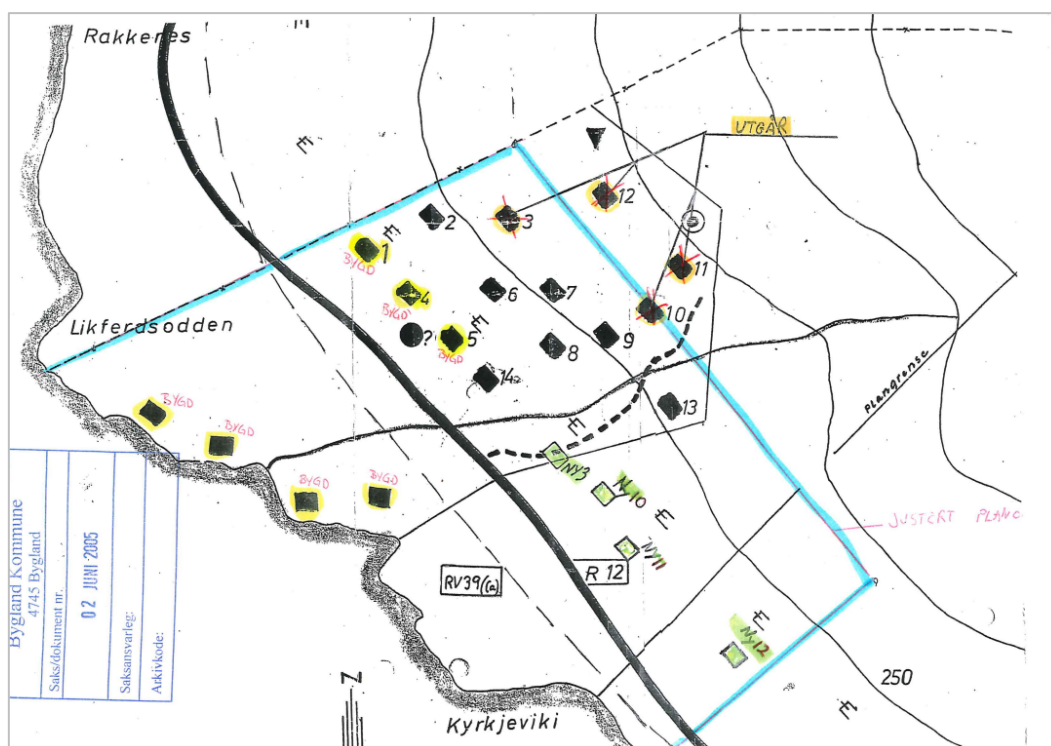 Rakkenes
UTGÅR
12
3
2
1
BYGD
11
4
6
7
10
BYGD
Likferdsodden
?
5
9
BYGD
8
14
Plangrense
13
BYGD
BYGD
NY3
NY10
BYGD
BYGD
JUSTERT PLANG
NY11
R 12
RV39(a)
NY12
250
Kyrkjeviki
Bygland Kommune
4745 Bygland
Saks/dokument nr.
02 JUNI 2005
Saksansvarleg:
Arkivkode: